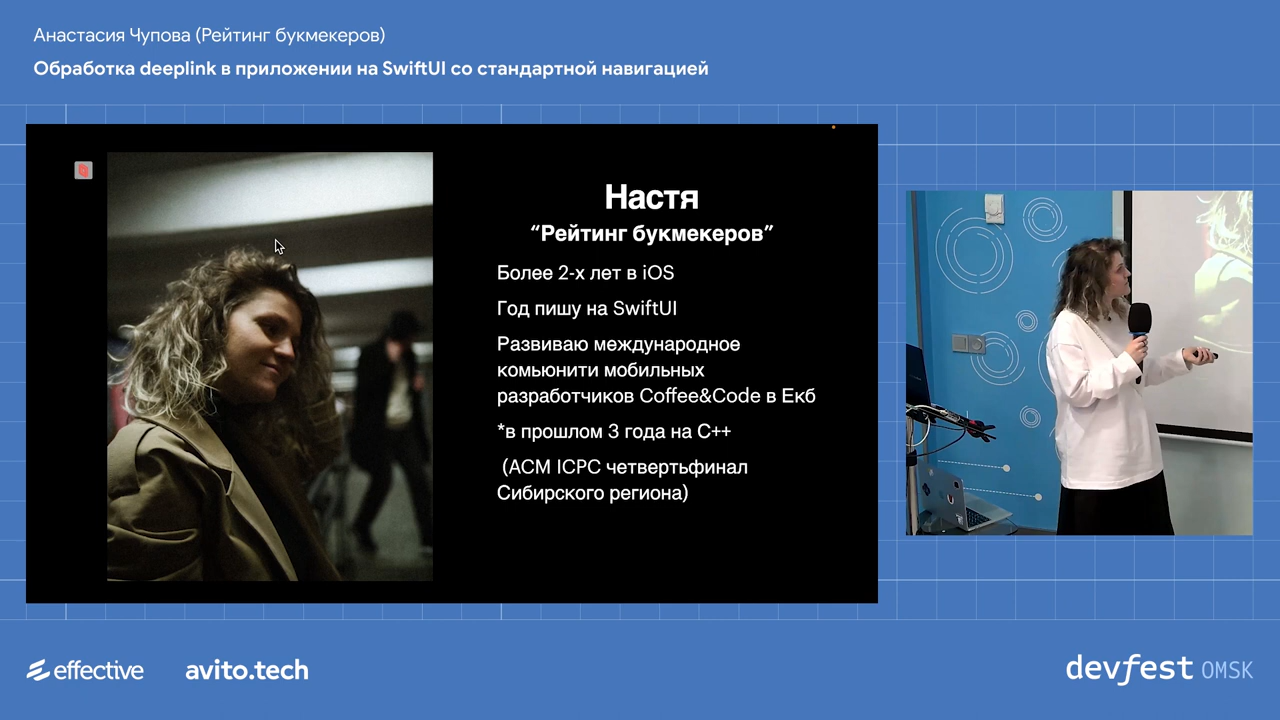 Анастасия Чупова (Рейтинг букмекеров)
Обработка deeplink в приложении на SwiftUI со стандартной навигацией
Настя
“Рейтинг букмекеров”
Более 2-х лет в iOS
Год пишу на SwiftUI
Развиваю международное
комьюнити мобильных
разработчиков Coffee&Code в Екб
*в прошлом 3 года на C++
(ACM ICPC четвертьфинал
Сибирского региона)
effective
avito.tech
devfest OMSK